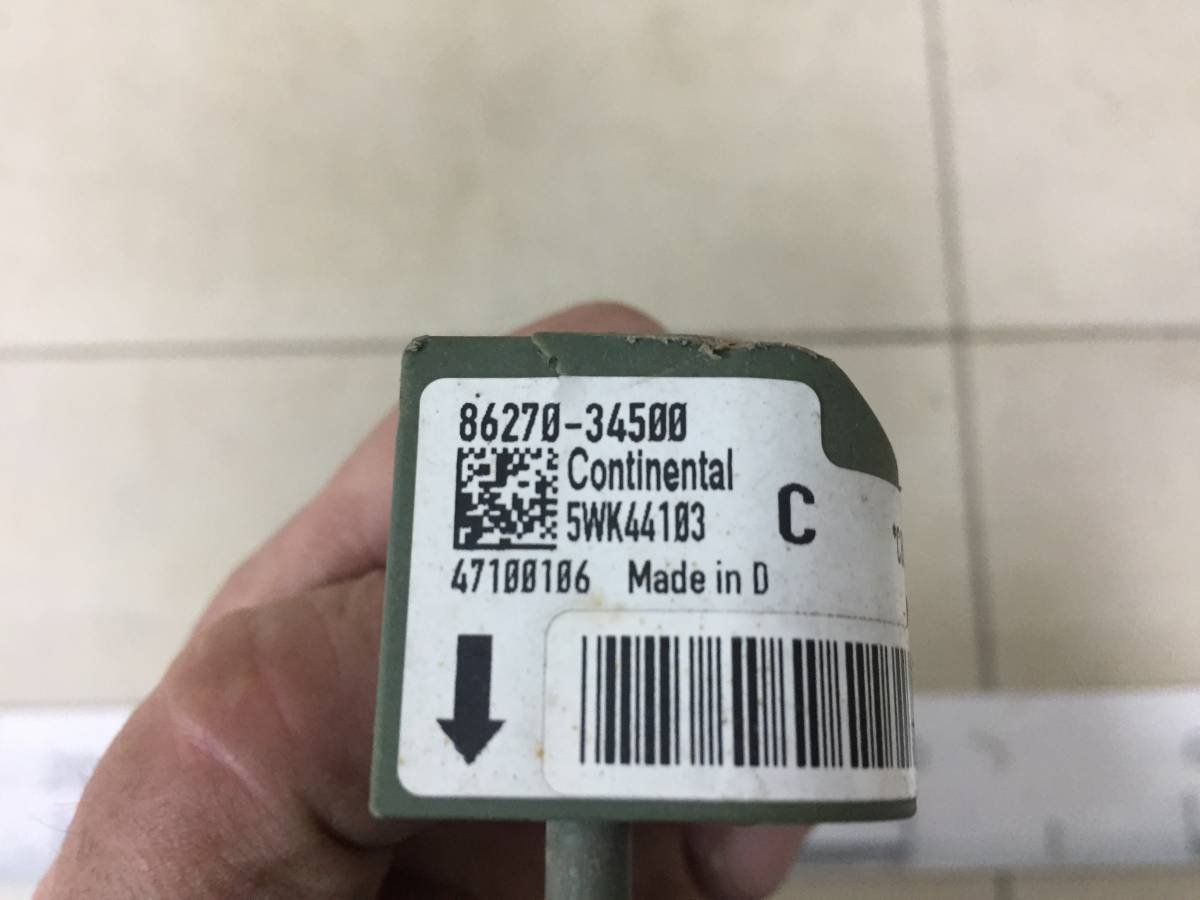 86270-34500
Continental
5WK44103
C
47100106 Made in D